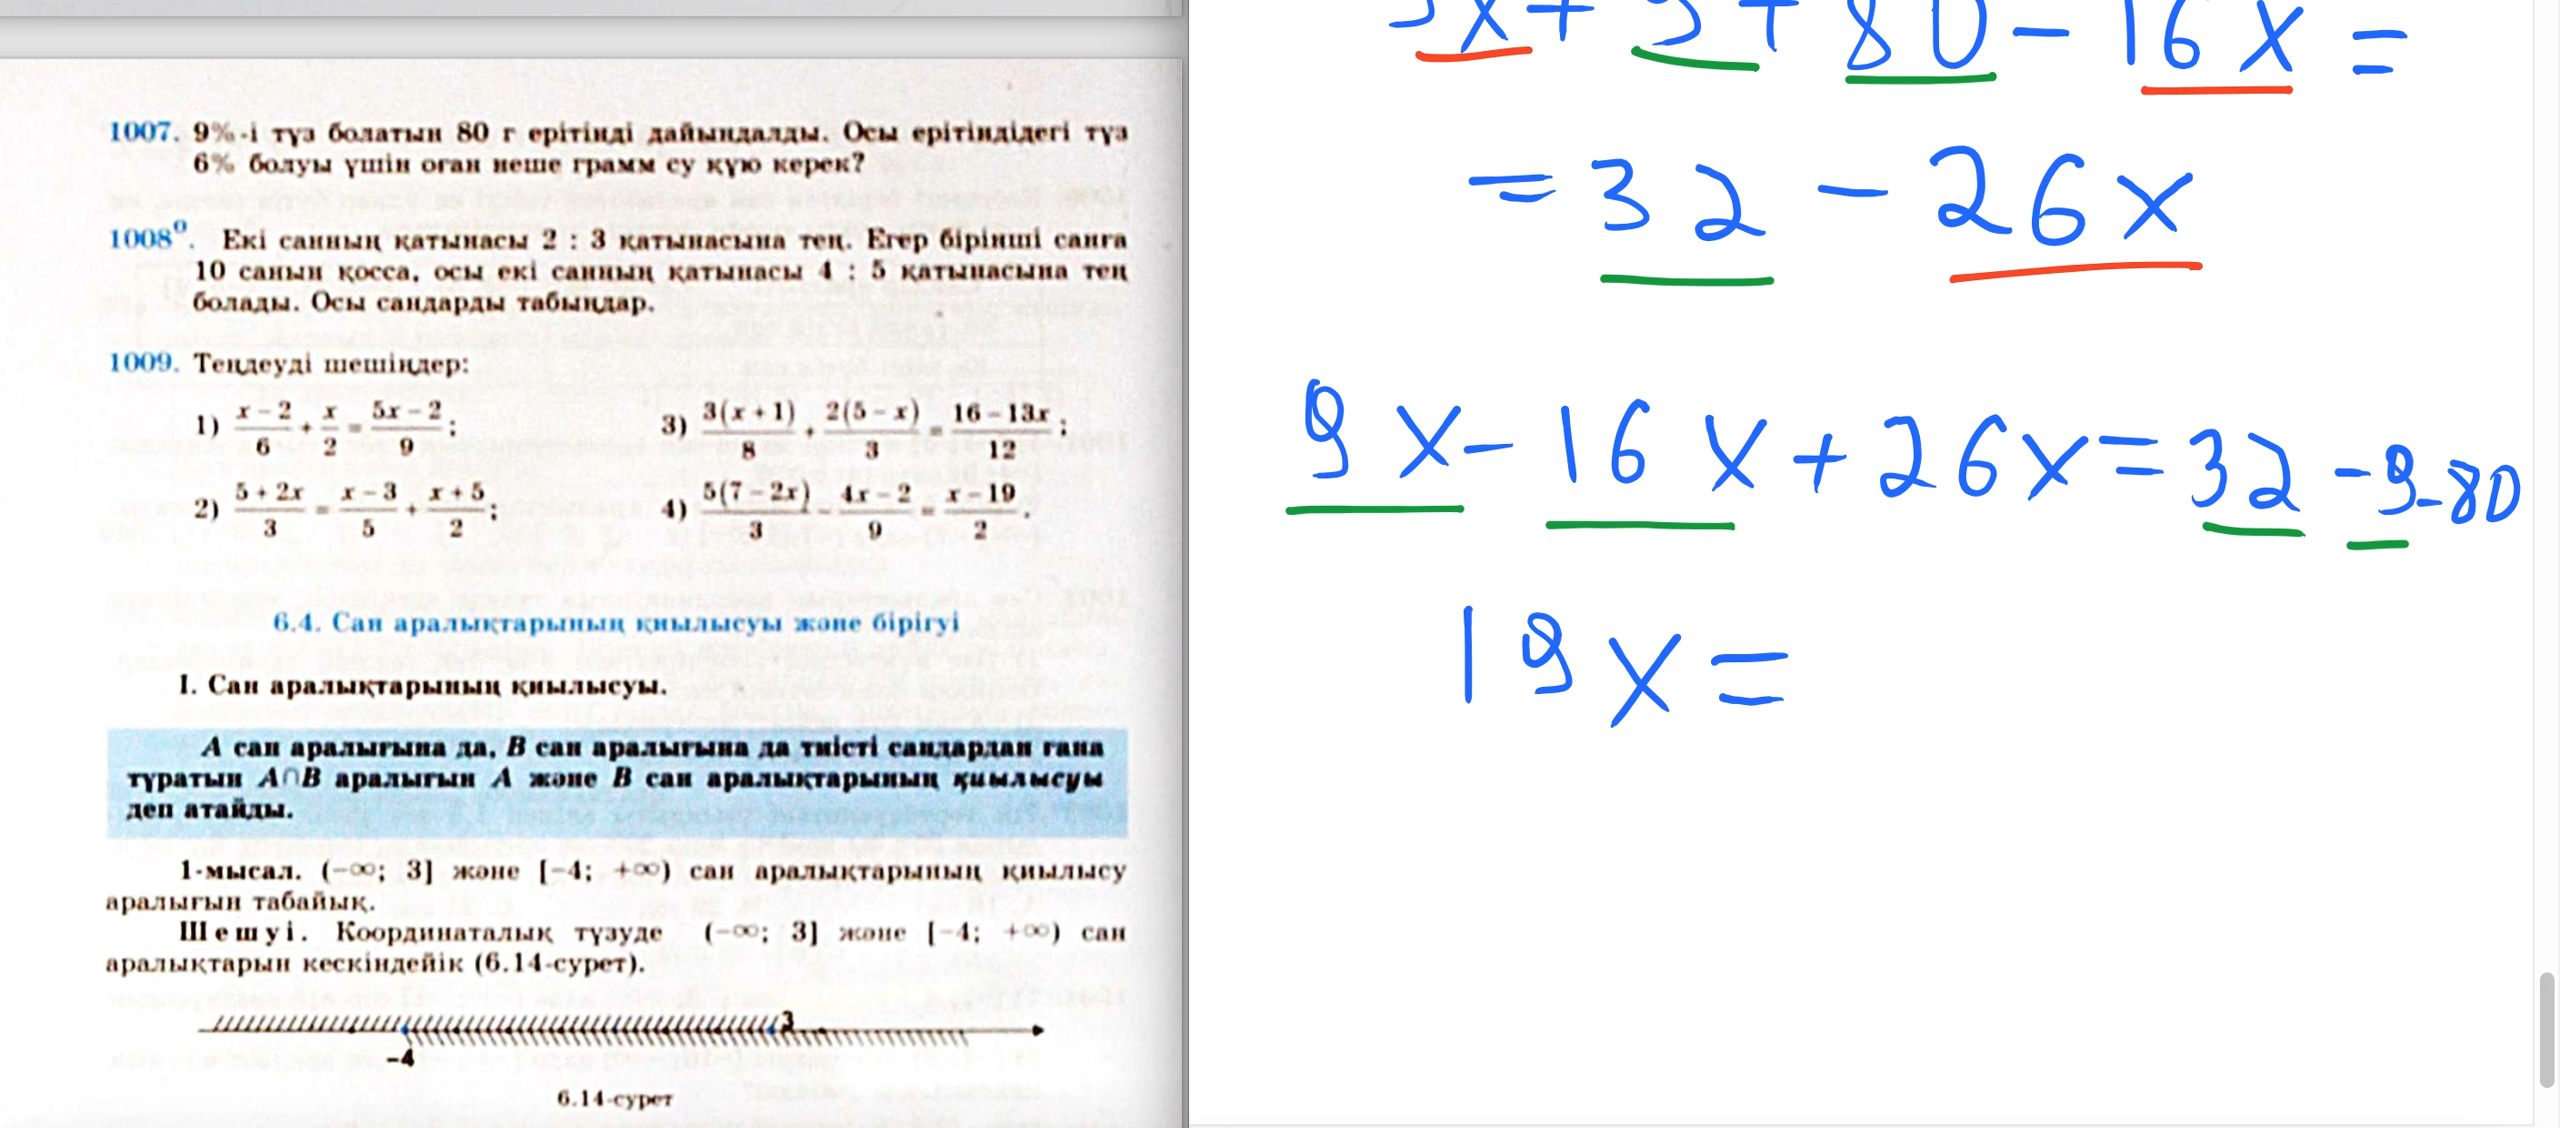 1007. 9%-і тұз болатын 80 г ерітінді дайындалды. Осы ерітіндідегі тұз
6% болуы үшін оған неше грамм су құю керек?
1008⁰. Екі санның қатынасы 2 : 3 қатынасына тең. Егер бірінші санға
10 санын қосса, осы екі санның қатынасы 4 : 5 қатынасына тең
болады. Осы сандарды табыңдар.
1009. Теңдеуді шешіңдер:
1) (x − 2)/6 + x/2 = (5x − 2)/9;
3) 3(x + 1)/8 + 2(5 − x)/3 = (16 − 13x)/12;
2) (5 + 2x)/3 = (x − 3)/5 + (x + 5)/2;
4) 5(7 − 2x)/3 − (4x − 2)/9 = (x − 19)/2.
6.4. Сан аралықтарының қиылысуы және бірігуі
I. Сан аралықтарының қиылысуы.
A сан аралығына да, B сан аралығына да тиісті сандардан ғана
тұратын A∩B аралығын A және B сан аралықтарының қиылысуы
деп атайды.
1-мысал. (−∞; 3] және [−4; +∞) сан аралықтарының қиылысу
аралығын табайық.
Шешуі. Координаталық түзуде (−∞; 3] және [−4; +∞) сан
аралықтарын кескіндейік (6.14-сурет).
3
−4
6.14-сурет
9x + 9 + 80 − 16x =
= 32 − 26x
9x − 16x + 26x = 32 − 9 − 80
19x =